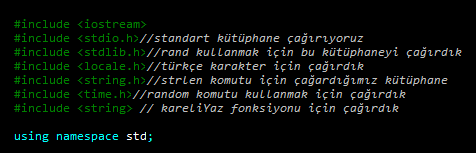 #include <iostream>
#include <stdio.h>//standart kütüphane çağırıyoruz
#include <stdlib.h>//rand kullanmak için bu kütüphaneyi çağırdık
#include <locale.h>//türkçe karakter için çağırdık
#include <string.h>//strlen komutu için çağardığımız kütüphane
#include <time.h>//random komutu kullanmak için çağırdık
#include <string> // kareliYaz fonksiyonu için çağırdık
using namespace std;